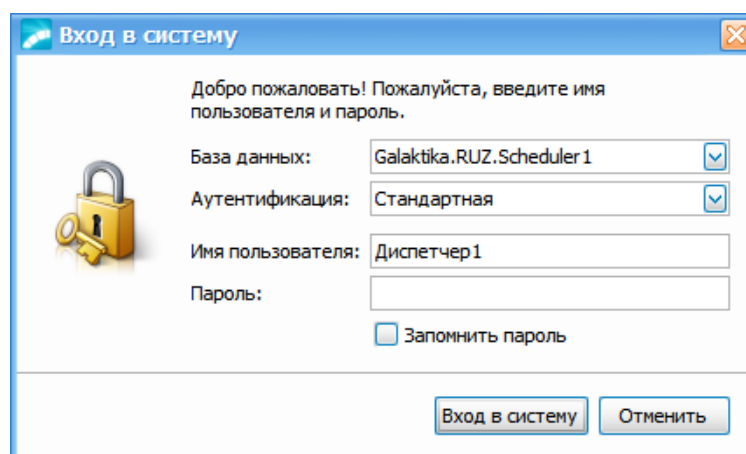 Вход в систему
Добро пожаловать! Пожалуйста, введите имя
пользователя и пароль.
База данных: Galaktika.RUZ.Scheduler1
Аутентификация: Стандартная
Имя пользователя: Диспетчер1
Пароль:
Запомнить пароль
Вход в систему Отменить